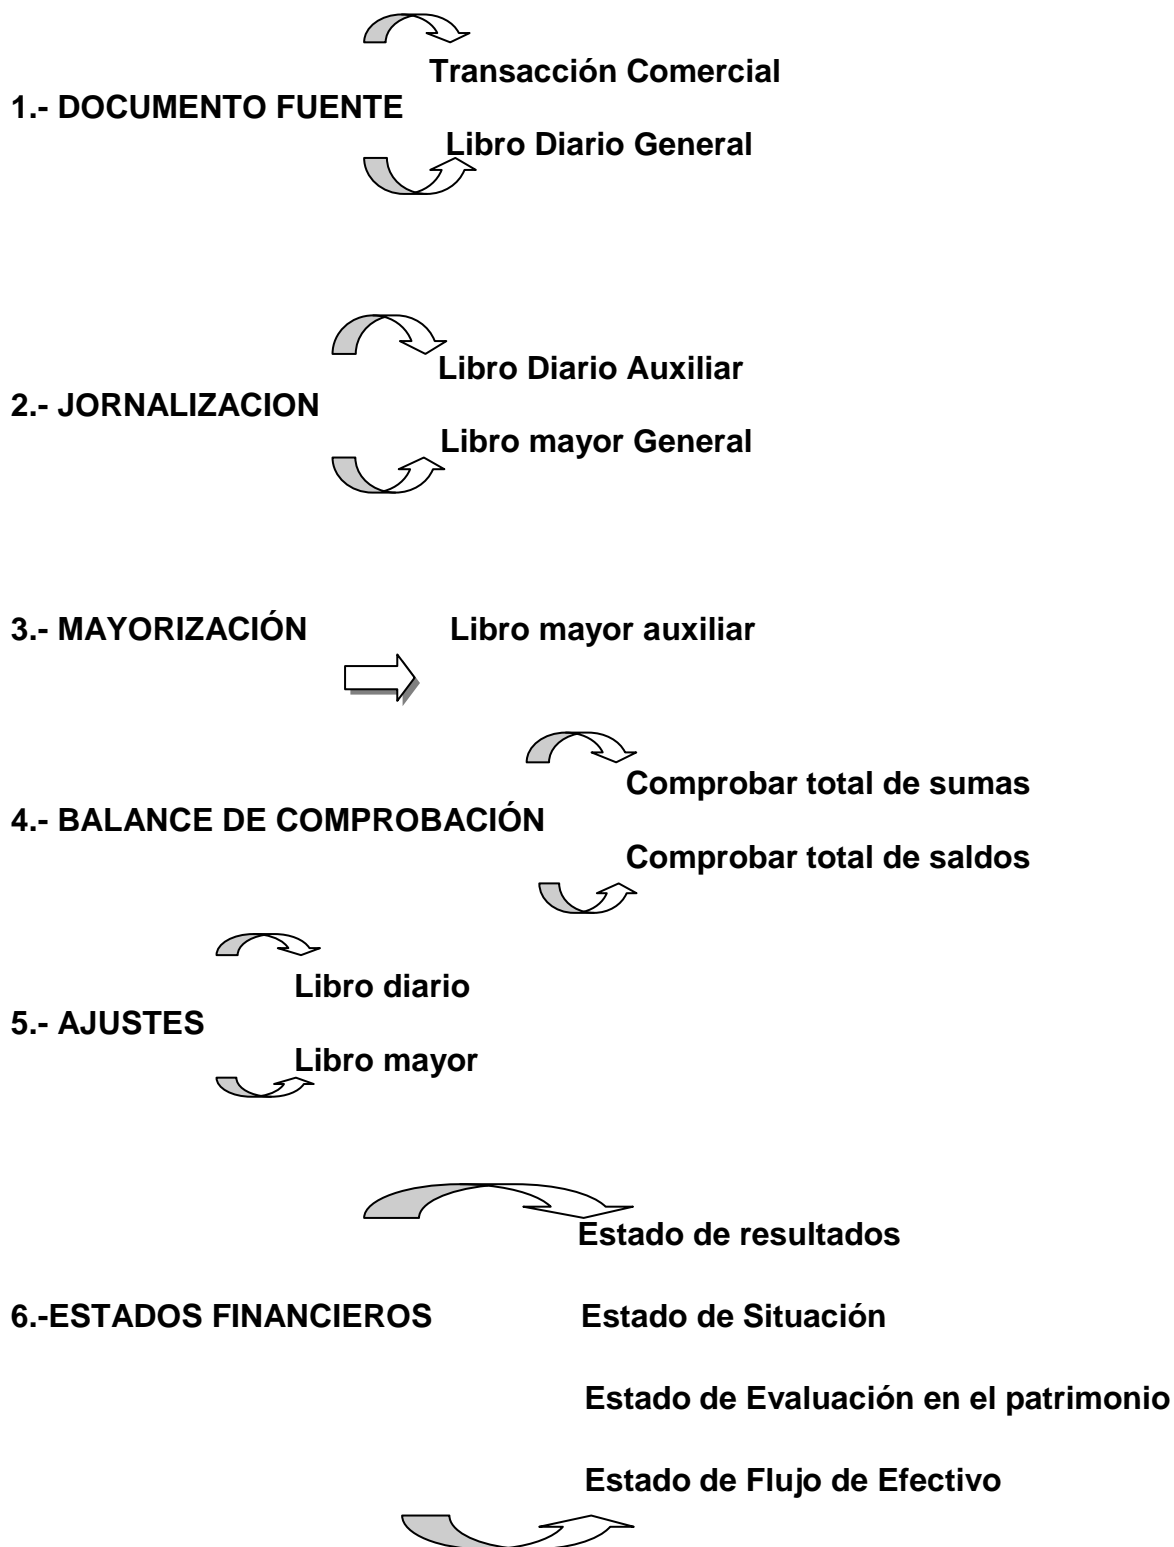 Transacción Comercial
1.- DOCUMENTO FUENTE
Libro Diario General
Libro Diario Auxiliar
2.- JORNALIZACION
Libro mayor General
3.- MAYORIZACIÓN Libro mayor auxiliar
Comprobar total de sumas
4.- BALANCE DE COMPROBACIÓN
Comprobar total de saldos
Libro diario
5.- AJUSTES
Libro mayor
Estado de resultados
6.-ESTADOS FINANCIEROS Estado de Situación
Estado de Evaluación en el patrimonio
Estado de Flujo de Efectivo